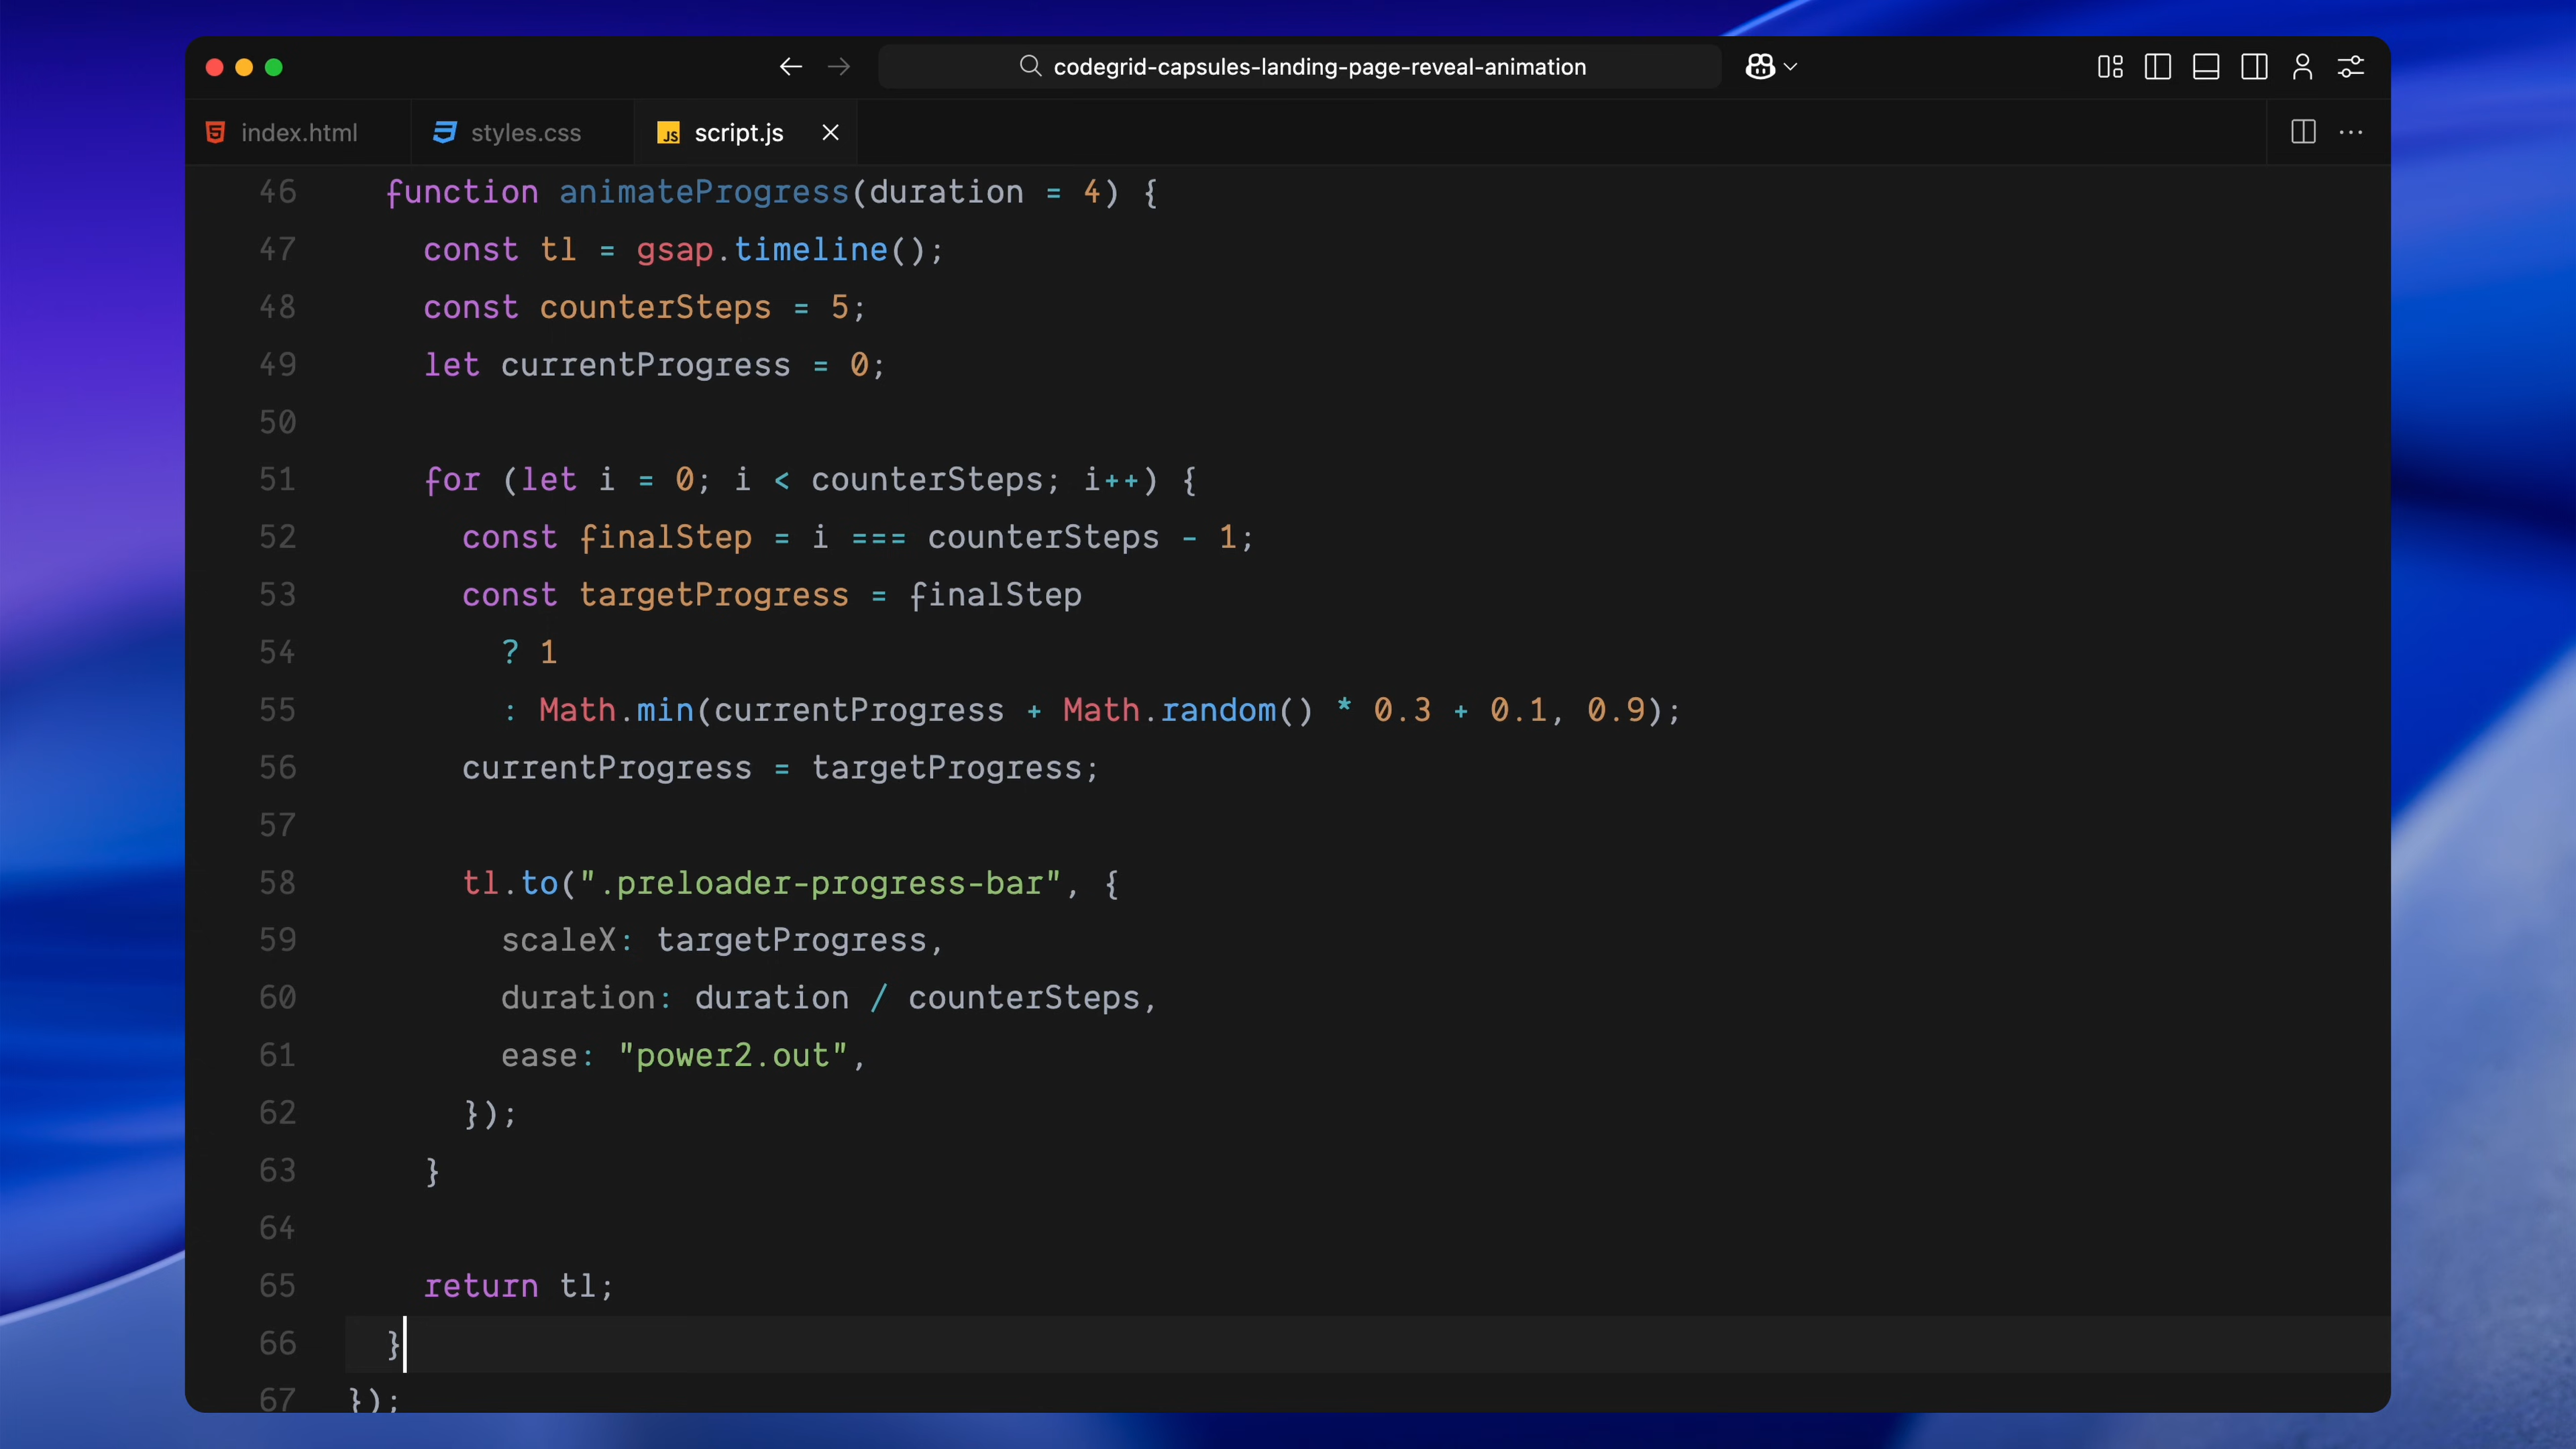 codegrid-capsules-landing-page-reveal-animation
index.html
styles.css
JS script.js
46 function animateProgress(duration = 4) {
47 const tl = gsap.timeline();
48 const counterSteps = 5;
49 let currentProgress = 0;
50
51 for (let i = 0; i < counterSteps; i++) {
52 const finalStep = i === counterSteps - 1;
53 const targetProgress = finalStep
54 ? 1
55 : Math.min(currentProgress + Math.random() * 0.3 + 0.1, 0.9);
56 currentProgress = targetProgress;
57
58 tl.to(".preloader-progress-bar", {
59 scaleX: targetProgress,
60 duration: duration / counterSteps,
61 ease: "power2.out",
62 });
63 }
64
65 return tl;
66 }
67 });